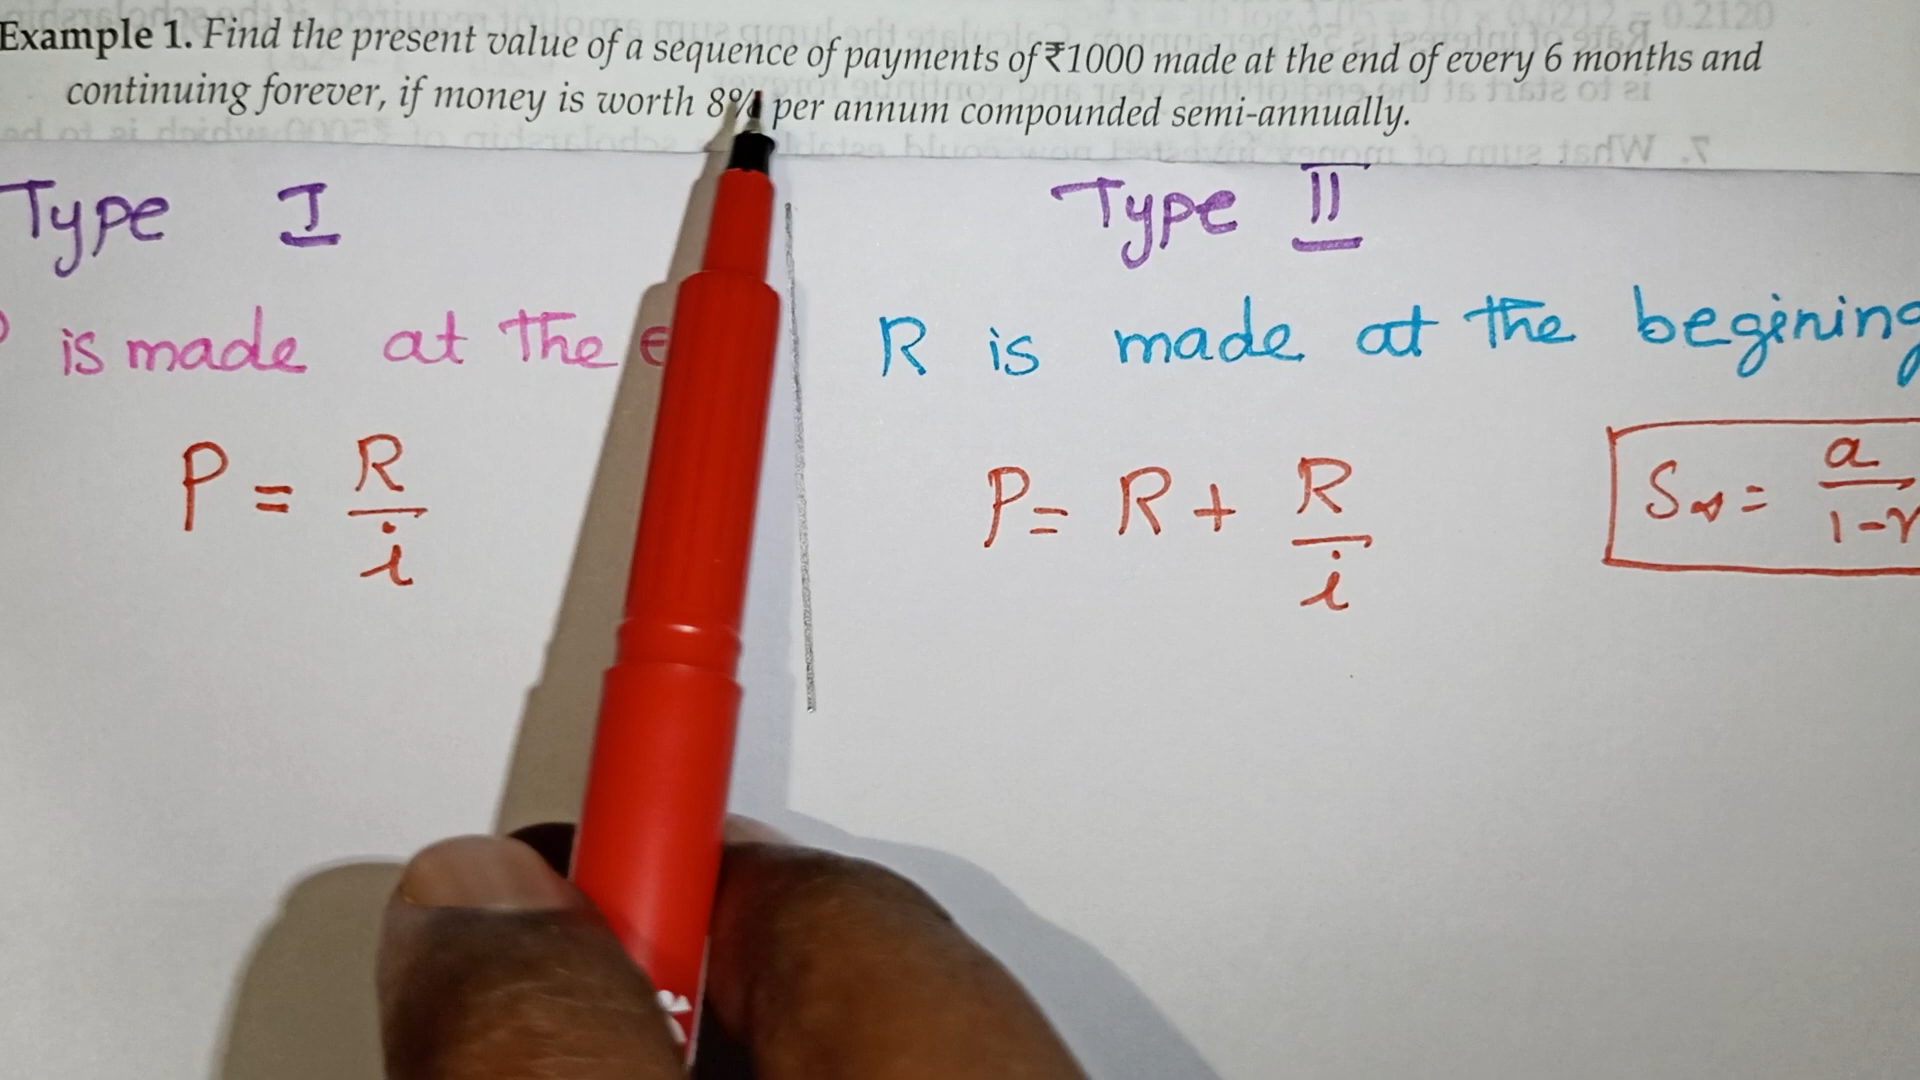 Example 1. Find the present value of a sequence of payments of ₹1000 made at the end of every 6 months and
continuing forever, if money is worth 8% per annum compounded semi-annually.
Type I
is made at the
P = R/i
Type II
R is made at the begining
P = R + R/i
S∞ = a/1-r